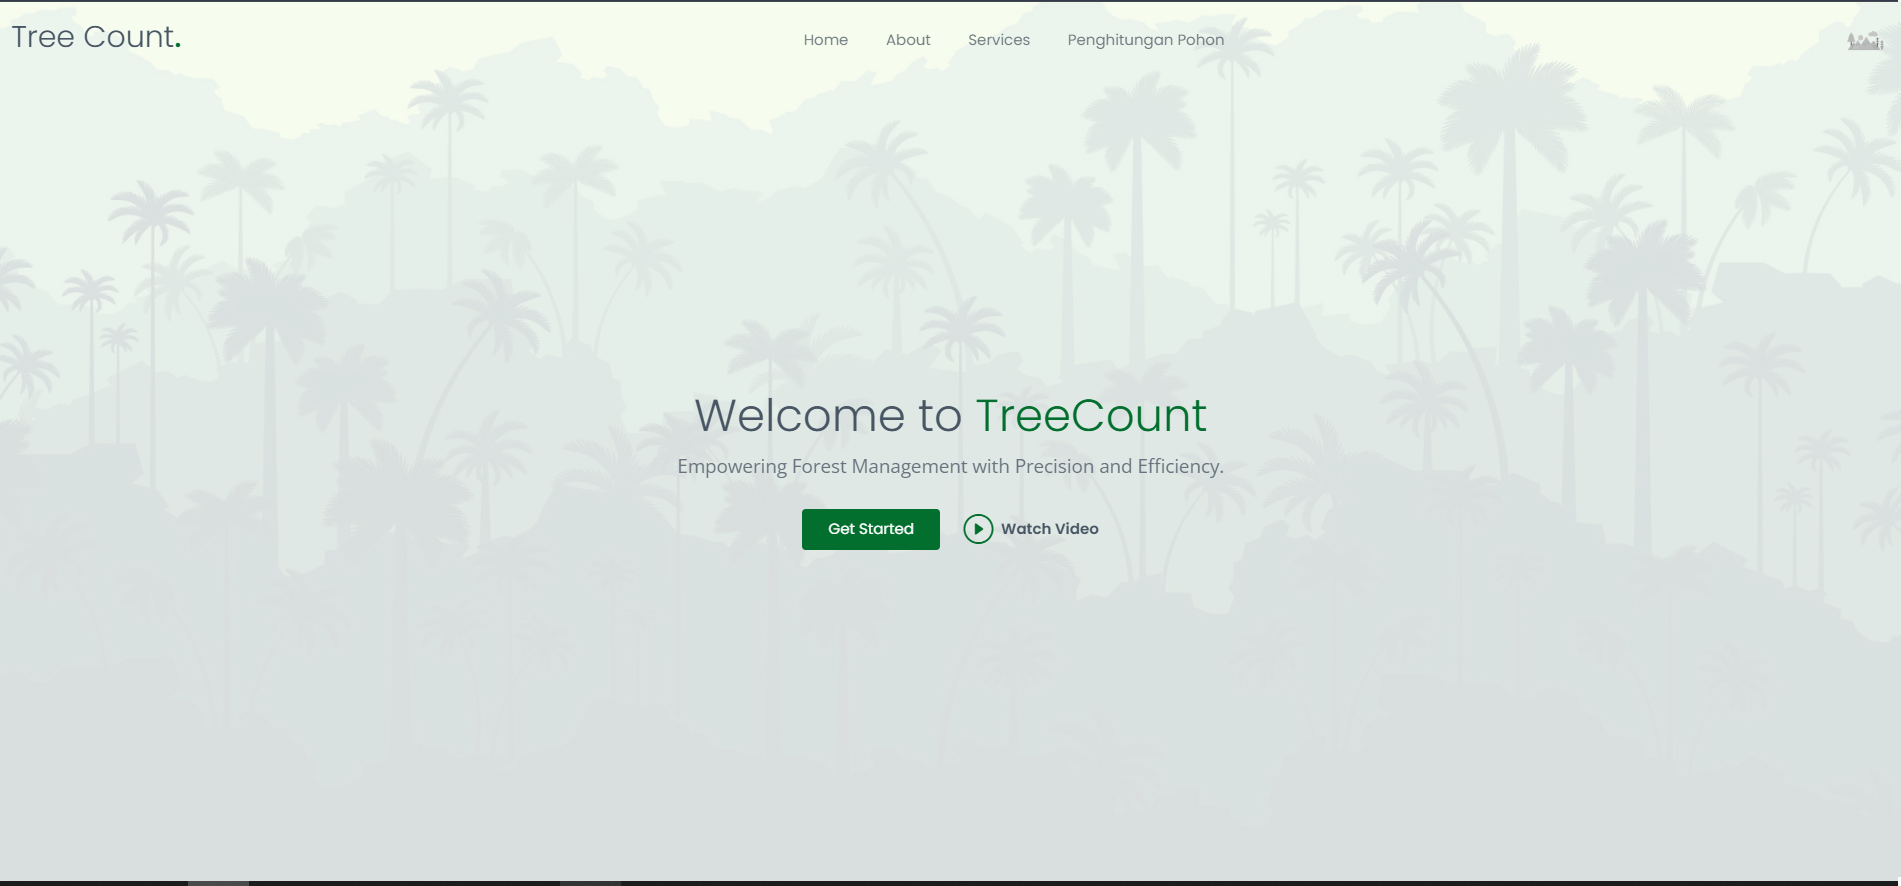 Tree Count.
Home About Services Penghitungan Pohon
Welcome to TreeCount
Empowering Forest Management with Precision and Efficiency.
Get Started Watch Video